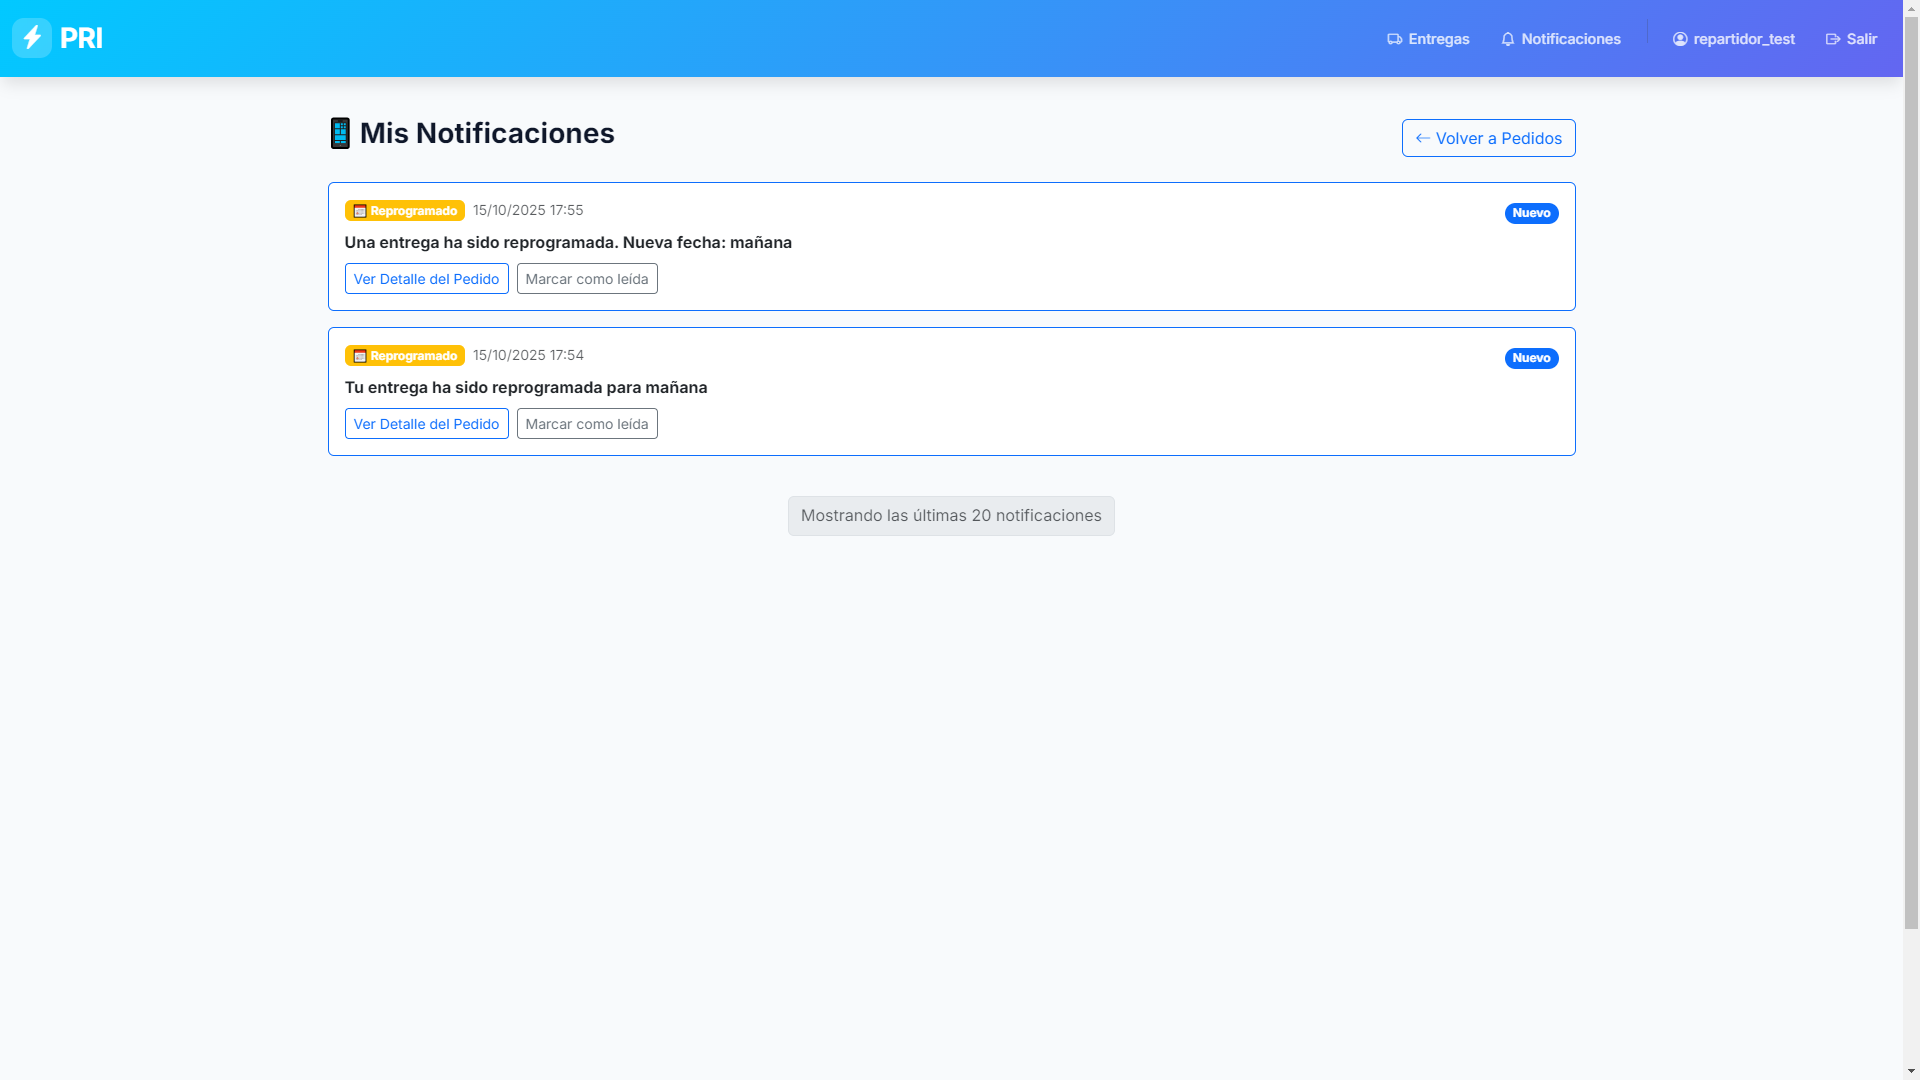 PRI
Entregas
Notificaciones
repartidor_test
Salir
Mis Notificaciones
← Volver a Pedidos
Reprogramado 15/10/2025 17:55
Nuevo
Una entrega ha sido reprogramada. Nueva fecha: mañana
Ver Detalle del Pedido
Marcar como leída
Reprogramado 15/10/2025 17:54
Nuevo
Tu entrega ha sido reprogramada para mañana
Ver Detalle del Pedido
Marcar como leída
Mostrando las últimas 20 notificaciones